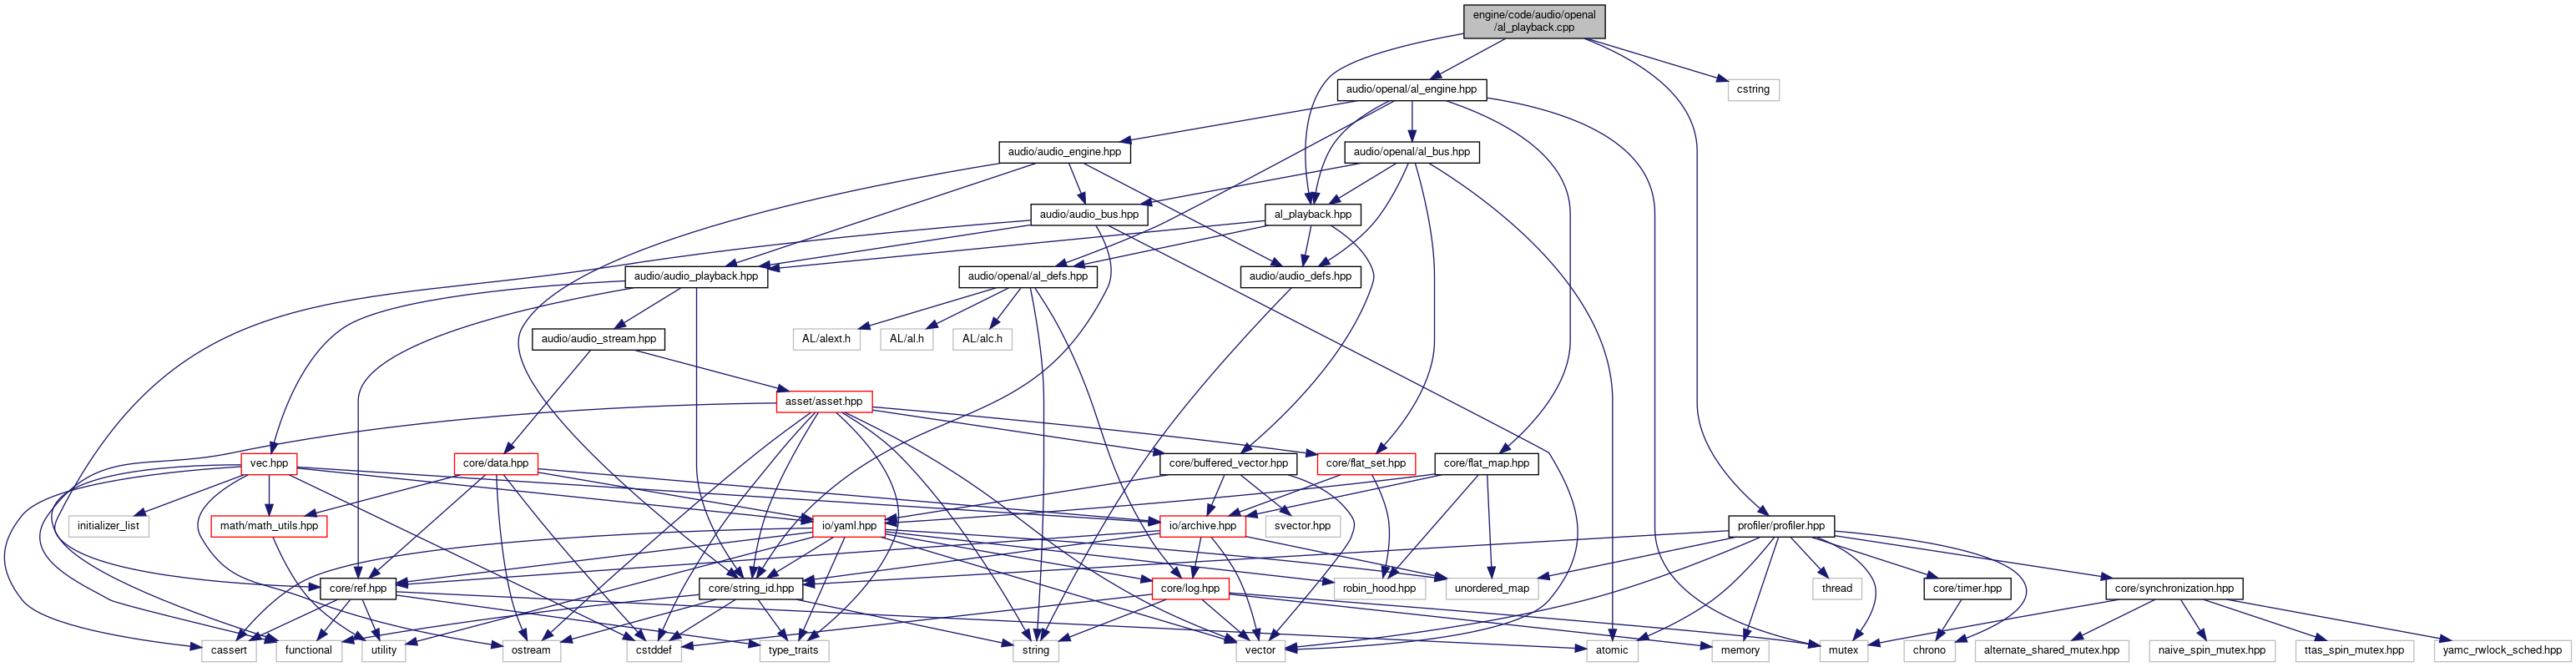 engine/code/audio/openal
/al_playback.cpp
audio/openal/al_engine.hpp
cstring
audio/audio_engine.hpp
audio/openal/al_bus.hpp
audio/audio_bus.hpp
al_playback.hpp
audio/audio_playback.hpp
audio/openal/al_defs.hpp
audio/audio_defs.hpp
audio/audio_stream.hpp
AL/alext.h
AL/al.h
AL/alc.h
asset/asset.hpp
vec.hpp
core/data.hpp
core/buffered_vector.hpp
core/flat_set.hpp
core/flat_map.hpp
initializer_list
math/math_utils.hpp
io/yaml.hpp
io/archive.hpp
svector.hpp
profiler/profiler.hpp
core/ref.hpp
core/string_id.hpp
core/log.hpp
robin_hood.hpp
unordered_map
thread
core/timer.hpp
core/synchronization.hpp
cassert
functional
utility
ostream
cstddef
type_traits
string
vector
atomic
memory
mutex
chrono
alternate_shared_mutex.hpp
naive_spin_mutex.hpp
ttas_spin_mutex.hpp
yamc_rwlock_sched.hpp